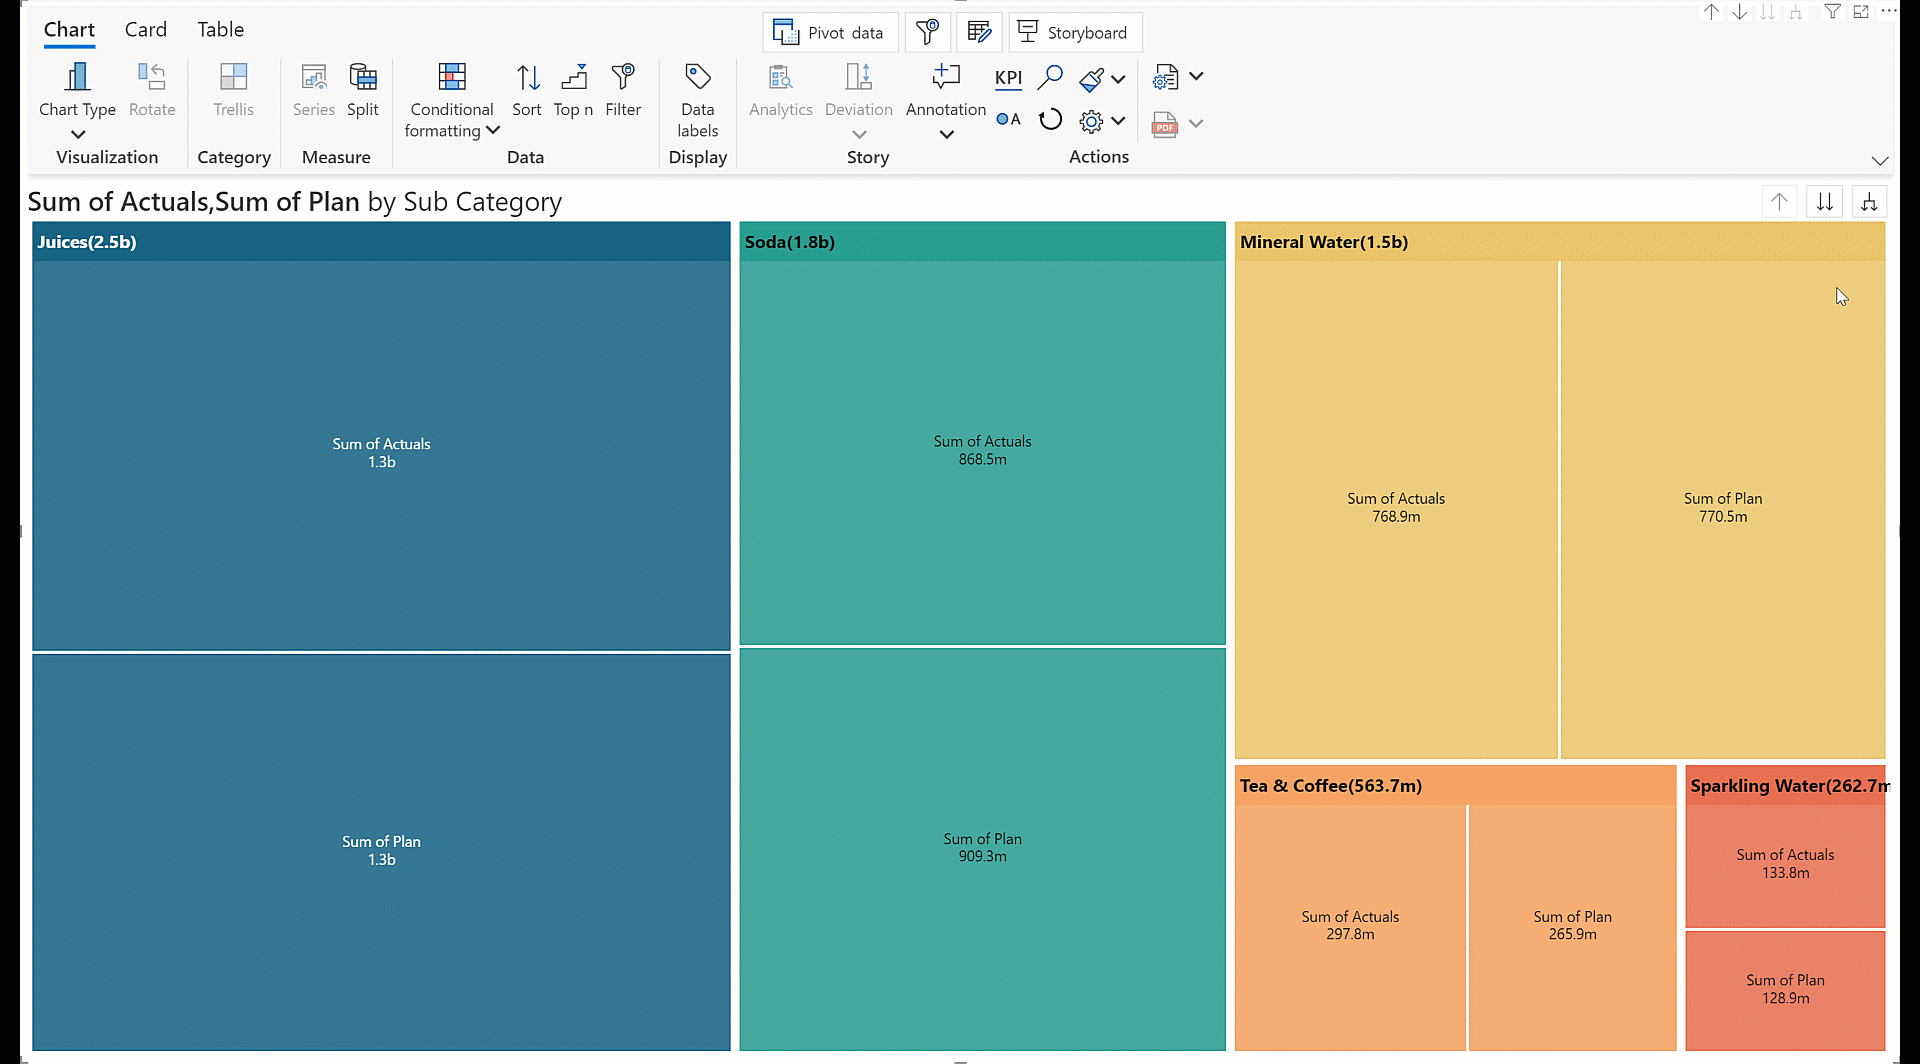 Chart Card Table
Pivot data
Storyboard
Chart Type
Rotate
Visualization
Trellis
Category
Series
Split
Measure
Conditional
formatting
Sort
Top n
Filter
Data
Data
labels
Display
Analytics
Deviation
Annotation
Story
KPI
A
Actions
PDF
Sum of Actuals,Sum of Plan by Sub Category
Juices(2.5b)
Sum of Actuals
1.3b
Sum of Plan
1.3b
Soda(1.8b)
Sum of Actuals
868.5m
Sum of Plan
909.3m
Mineral Water(1.5b)
Sum of Actuals
768.9m
Sum of Plan
770.5m
Tea & Coffee(563.7m)
Sum of Actuals
297.8m
Sum of Plan
265.9m
Sparkling Water(262.7m
Sum of Actuals
133.8m
Sum of Plan
128.9m